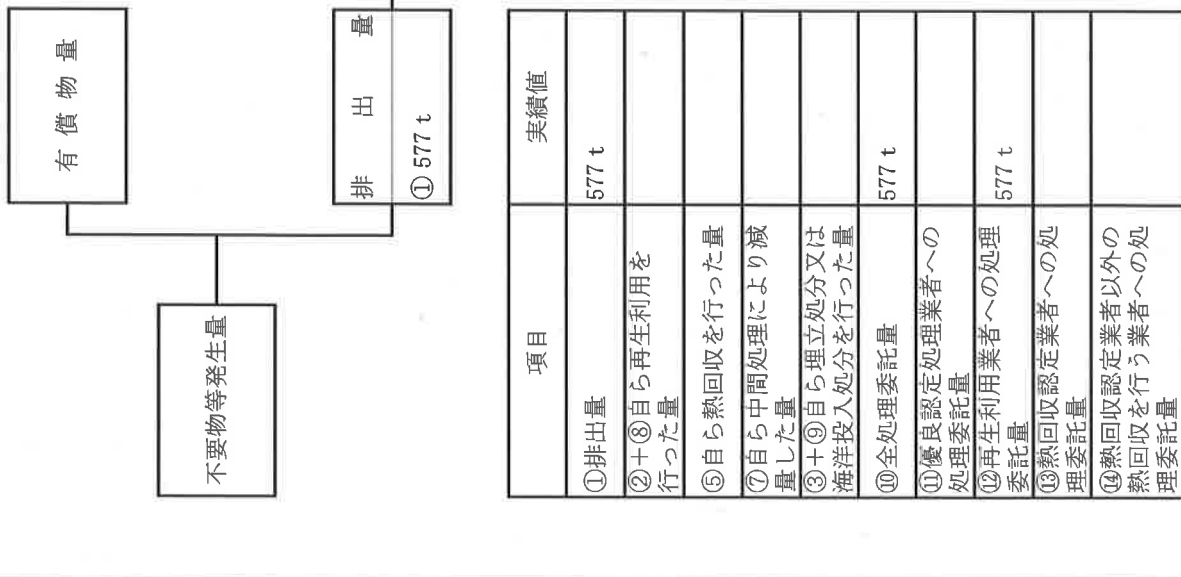 有償物量
不要物等発生量
排出量
①577 t
項目
実績値
①排出量
577 t
②＋⑧自ら再生利用を
行った量
⑤自ら熱回収を行った量
⑦自ら中間処理により減
量した量
③＋⑨自ら埋立処分又は
海洋投入処分を行った量
⑩全処理委託量
577 t
⑪優良認定処理業者への
処理委託量
⑫再生利用業者への処理
委託量
577 t
⑬熱回収認定業者への処
理委託量
⑭熱回収認定業者以外の
熱回収を行う業者への処
理委託量